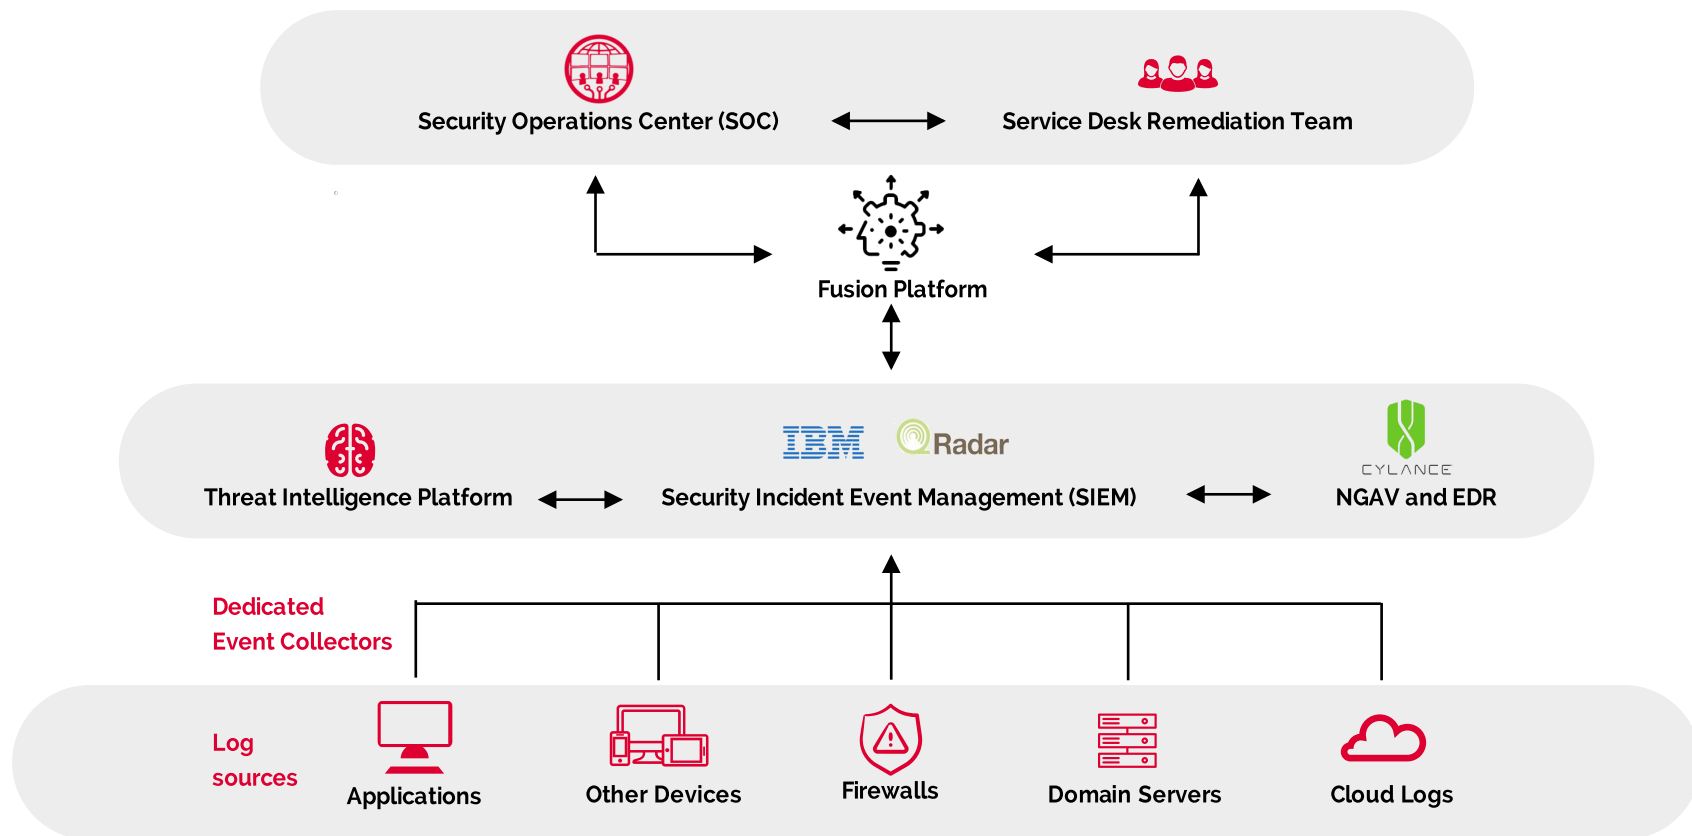 Security Operations Center (SOC)
Service Desk Remediation Team
Fusion Platform
IBM
QRadar
CYLANCE
Threat Intelligence Platform
Security Incident Event Management (SIEM)
NGAV and EDR
Dedicated
Event Collectors
Log
sources
Applications
Other Devices
Firewalls
Domain Servers
Cloud Logs